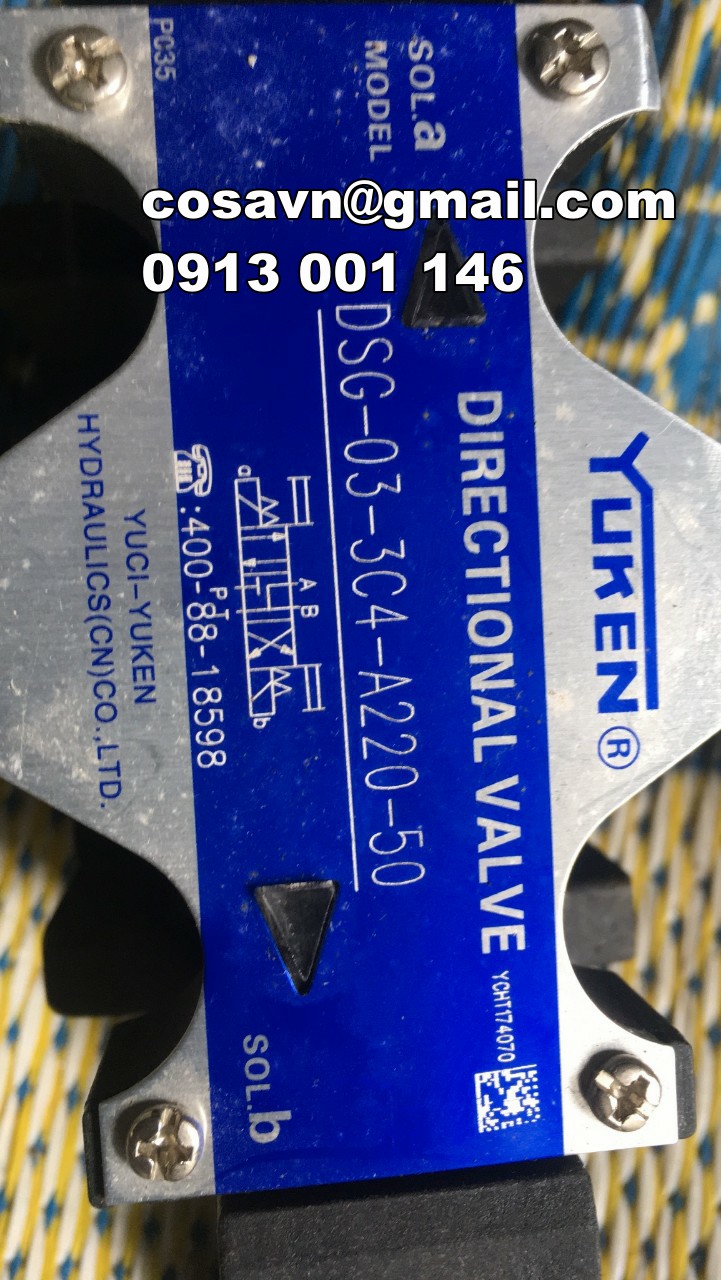 cosavn@gmail.com
0913 001 146
YUKEN®
DIRECTIONAL VALVE
YCHT174070
SOL.a
MODEL
DSG-03-3C4-A220-50
A B
a
b
P T
:400-88-18598
SOL.b
PC35
YUCI-YUKEN
HYDRAULICS(CN)CO.,LTD.